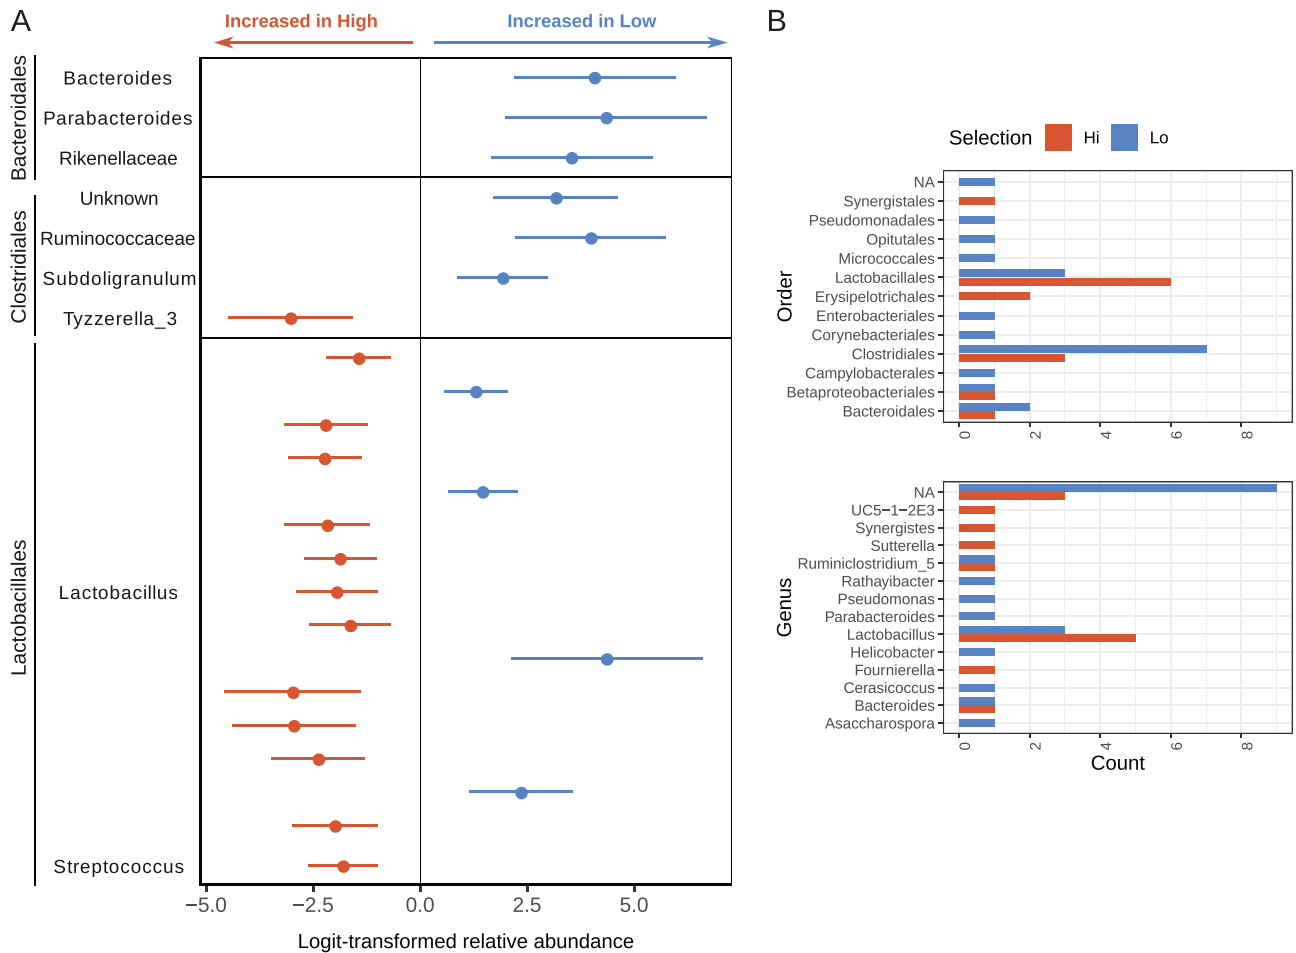 A
Increased in High
Increased in Low
Bacteroidales
Bacteroides
Parabacteroides
Rikenellaceae
Clostridiales
Unknown
Ruminococcaceae
Subdoligranulum
Tyzzerella_3
Lactobacillales
Lactobacillus
Streptococcus
−5.0
−2.5
0.0
2.5
5.0
Logit-transformed relative abundance
B
Selection
Hi
Lo
Order
NA
Synergistales
Pseudomonadales
Opitutales
Micrococcales
Lactobacillales
Erysipelotrichales
Enterobacteriales
Corynebacteriales
Clostridiales
Campylobacterales
Betaproteobacteriales
Bacteroidales
0
2
4
6
8
Genus
NA
UC5−1−2E3
Synergistes
Sutterella
Ruminiclostridium_5
Rathayibacter
Pseudomonas
Parabacteroides
Lactobacillus
Helicobacter
Fournierella
Cerasicoccus
Bacteroides
Asaccharospora
0
2
4
6
8
Count